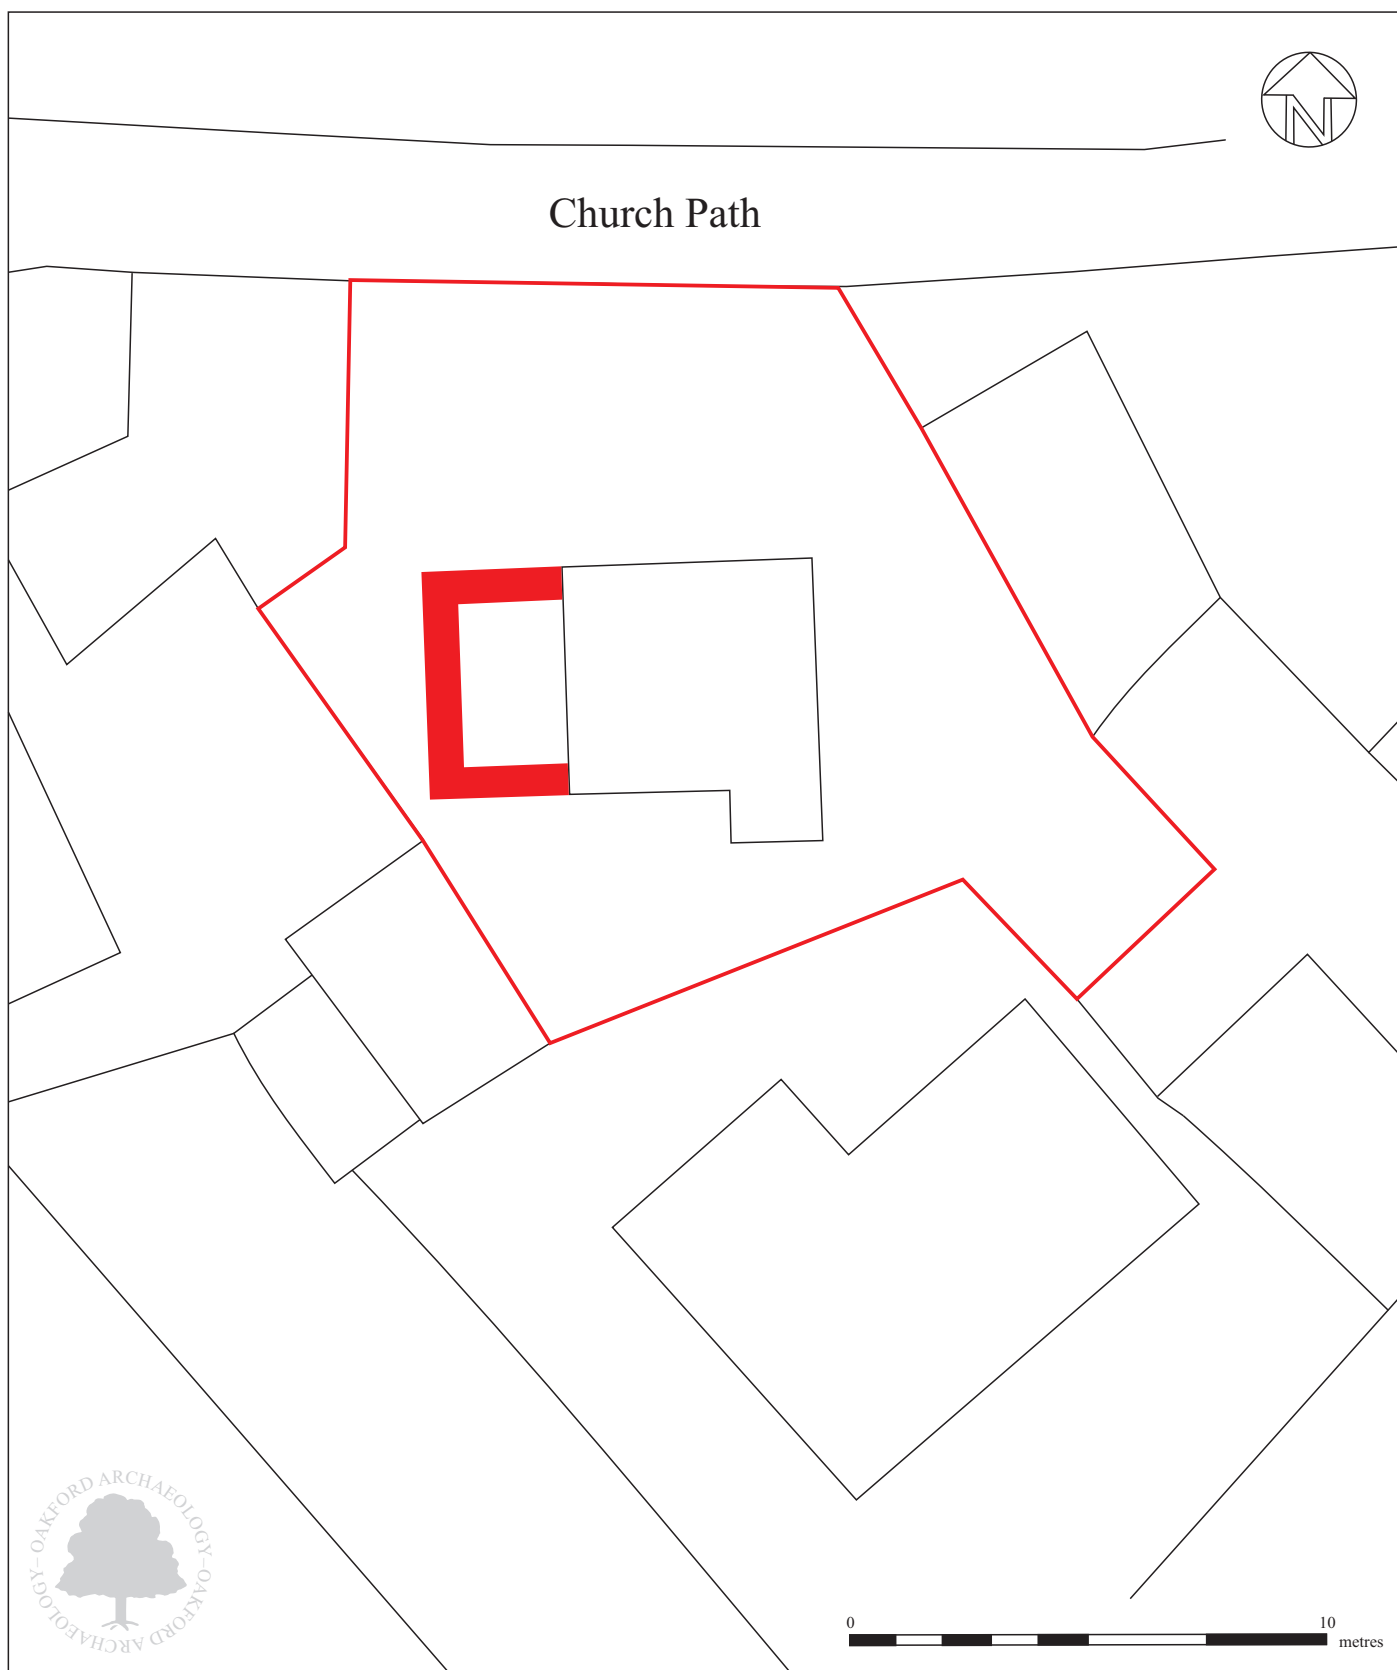 N
Church Path
OAKFORD ARCHAEOLOGY – OAKFORD ARCHAEOLOGY –
0 10
metres